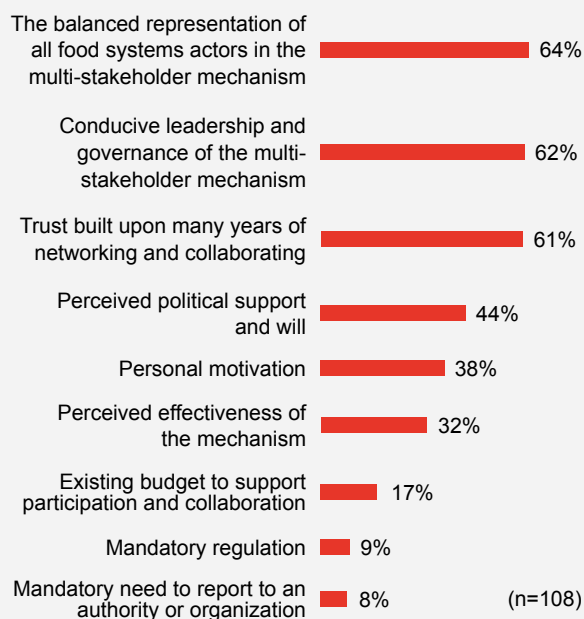 The balanced representation of
all food systems actors in the
multi-stakeholder mechanism
64%
Conducive leadership and
governance of the multi-
stakeholder mechanism
62%
Trust built upon many years of
networking and collaborating
61%
Perceived political support
and will
44%
Personal motivation
38%
Perceived effectiveness of
the mechanism
32%
Existing budget to support
participation and collaboration
17%
Mandatory regulation
9%
Mandatory need to report to an
authority or organization
8%
(n=108)